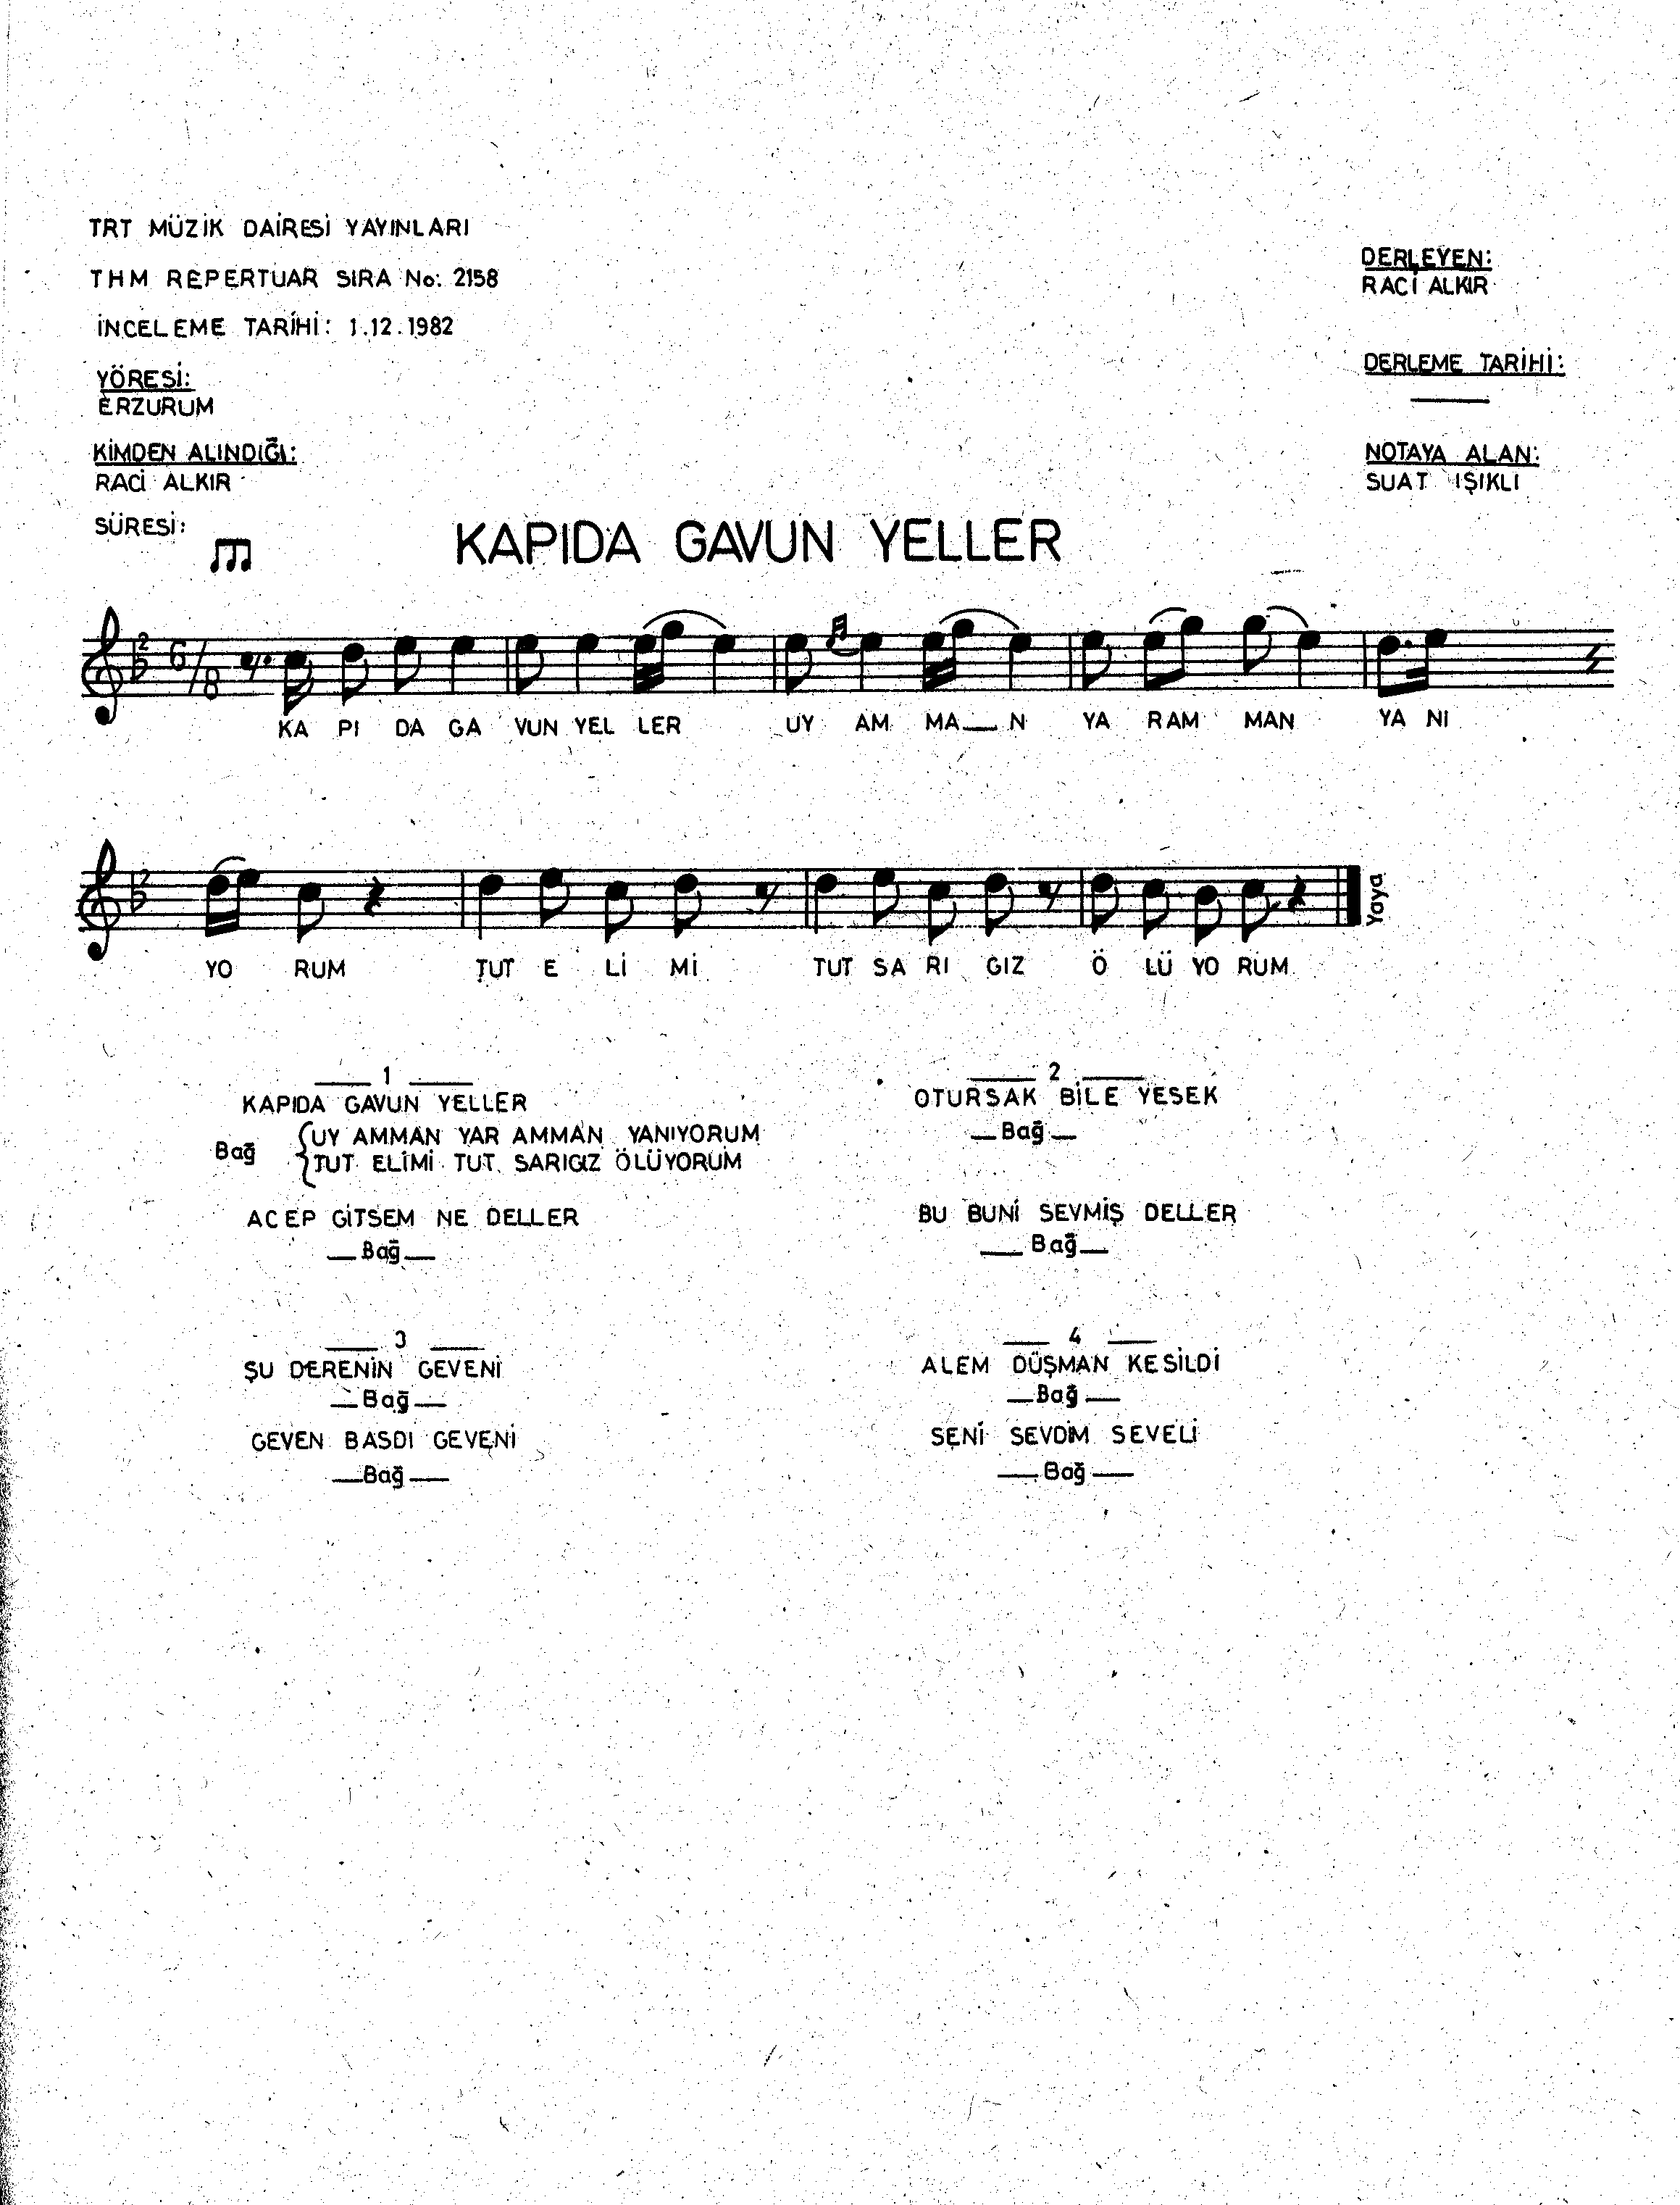 TRT MÜZİK DAİRESİ YAYINLARI
THM REPERTUAR SIRA No: 2158
İNCELEME TARİHİ: 1.12.1982
YÖRESİ:
ERZURUM
KİMDEN ALINDIĞI:
RACİ ALKIR
SÜRESİ:
DERLEYEN:
RACİ ALKIR
DERLEME TARİHİ:
NOTAYA ALAN:
SUAT IŞIKLI
KAPIDA GAVUN YELLER
2 6/8
KA PI DA GA VUN YEL LER UY AM MA__N YA RAM MAN YA NI
2
Yaya
YO RUM TUT E Lİ Mİ TUT SA RI GIZ Ö LÜ YO RUM
1
KAPIDA GAVUN YELLER
Bağ
UY AMMAN YAR AMMAN YANIYORUM
TUT ELİMİ TUT SARIGIZ ÖLÜYORUM
ACEP GİTSEM NE DELLER
—Bağ—
2
OTURSAK BİLE YESEK
—Bağ—
BU BUNİ SEVMİŞ DELLER
—Bağ—
3
ŞU DERENİN GEVENİ
—Bağ—
GEVEN BASDI GEVENİ
—Bağ—
4
ALEM DÜŞMAN KESİLDİ
—Bağ—
SENİ SEVDİM SEVELİ
—Bağ—